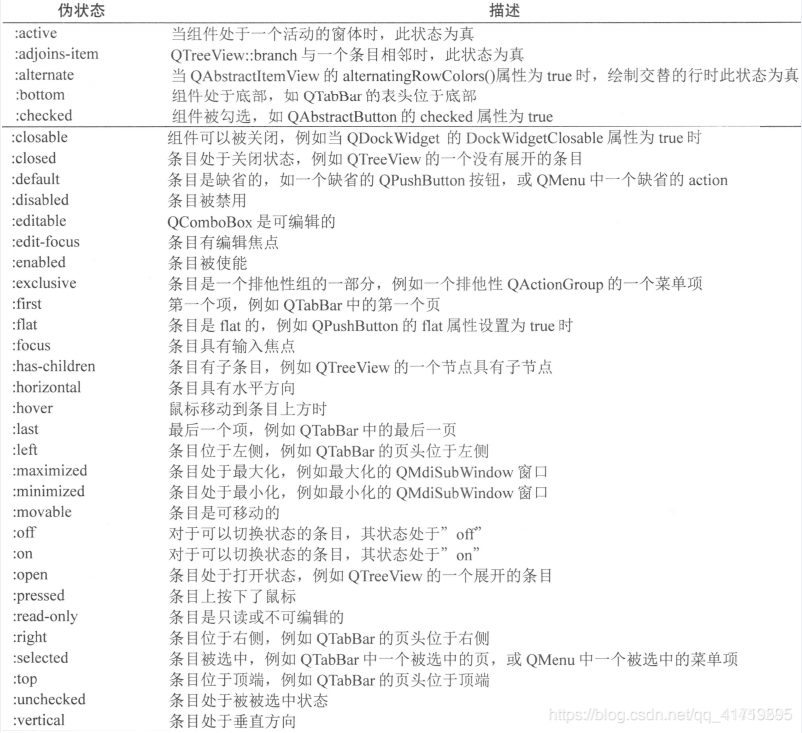 伪状态 描述
:active 当组件处于一个活动的窗体时，此状态为真
:adjoins-item QTreeView::branch 与一个条目相邻时，此状态为真
:alternate 当 QAbstractItemView 的 alternatingRowColors()属性为 true 时，绘制交替的行时此状态为真
:bottom 组件处于底部，如 QTabBar 的表头位于底部
:checked 组件被勾选，如 QAbstractButton 的 checked 属性为 true
:closable 组件可以被关闭，例如当 QDockWidget 的 DockWidgetClosable 属性为 true 时
:closed 条目处于关闭状态，例如 QTreeView 的一个没有展开的条目
:default 条目是缺省的，如一个缺省的 QPushButton 按钮，或 QMenu 中一个缺省的 action
:disabled 条目被禁用
:editable QComboBox 是可编辑的
:edit-focus 条目有编辑焦点
:enabled 条目被使能
:exclusive 条目是一个排他性组的一部分，例如一个排他性 QActionGroup 的一个菜单项
:first 第一个项，例如 QTabBar 中的第一个页
:flat 条目是 flat 的，例如 QPushButton 的 flat 属性设置为 true 时
:focus 条目具有输入焦点
:has-children 条目有子条目，例如 QTreeView 的一个节点具有子节点
:horizontal 条目具有水平方向
:hover 鼠标移动到条目上方时
:last 最后一个项，例如 QTabBar 中的最后一页
:left 条目位于左侧，例如 QTabBar 的页头位于左侧
:maximized 条目处于最大化，例如最大化的 QMdiSubWindow 窗口
:minimized 条目处于最小化，例如最小化的 QMdiSubWindow 窗口
:movable 条目是可移动的
:off 对于可以切换状态的条目，其状态处于”off”
:on 对于可以切换状态的条目，其状态处于”on”
:open 条目处于打开状态，例如 QTreeView 的一个展开的条目
:pressed 条目上按下了鼠标
:read-only 条目是只读或不可编辑的
:right 条目位于右侧，例如 QTabBar 的页头位于右侧
:selected 条目被选中，例如 QTabBar 中一个被选中的页，或 QMenu 中一个被选中的菜单项
:top 条目位于顶端，例如 QTabBar 的页头位于顶端
:unchecked 条目处于被被选中状态
:vertical 条目处于垂直方向